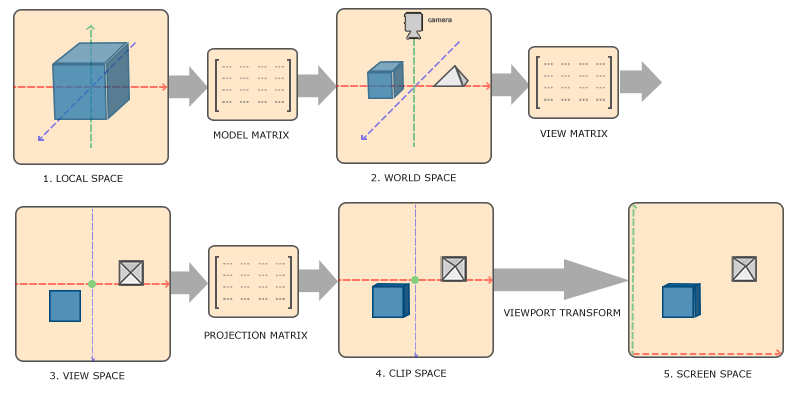 camera
MODEL MATRIX
VIEW MATRIX
1. LOCAL SPACE
2. WORLD SPACE
PROJECTION MATRIX
VIEWPORT TRANSFORM
3. VIEW SPACE
4. CLIP SPACE
5. SCREEN SPACE